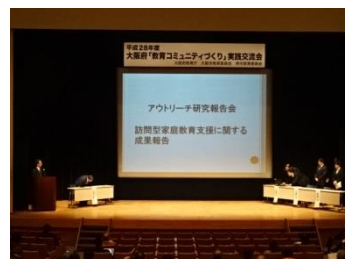 平成28年度
大阪府「教育コミュニティづくり」実践交流会
アウトリーチ研究報告会
訪問型家庭教育支援に関する
成果報告